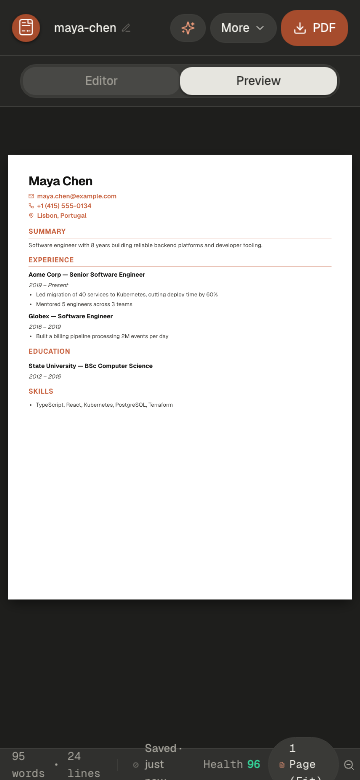 maya-chen
More
PDF
Editor
Preview
Maya Chen
maya.chen@example.com
+1 (415) 555-0134
Lisbon, Portugal
SUMMARY
Software engineer with 8 years building reliable backend platforms and developer tooling.
EXPERIENCE
Acme Corp — Senior Software Engineer
2019 – Present
• Led migration of 40 services to Kubernetes, cutting deploy time by 60%
• Mentored 5 engineers across 3 teams
Globex — Software Engineer
2016 – 2019
• Built a billing pipeline processing 2M events per day
EDUCATION
State University — BSc Computer Science
2012 – 2016
SKILLS
• TypeScript, React, Kubernetes, PostgreSQL, Terraform
95 words
•
24 lines
Saved · just now
Health 96
1 Page (Fit)